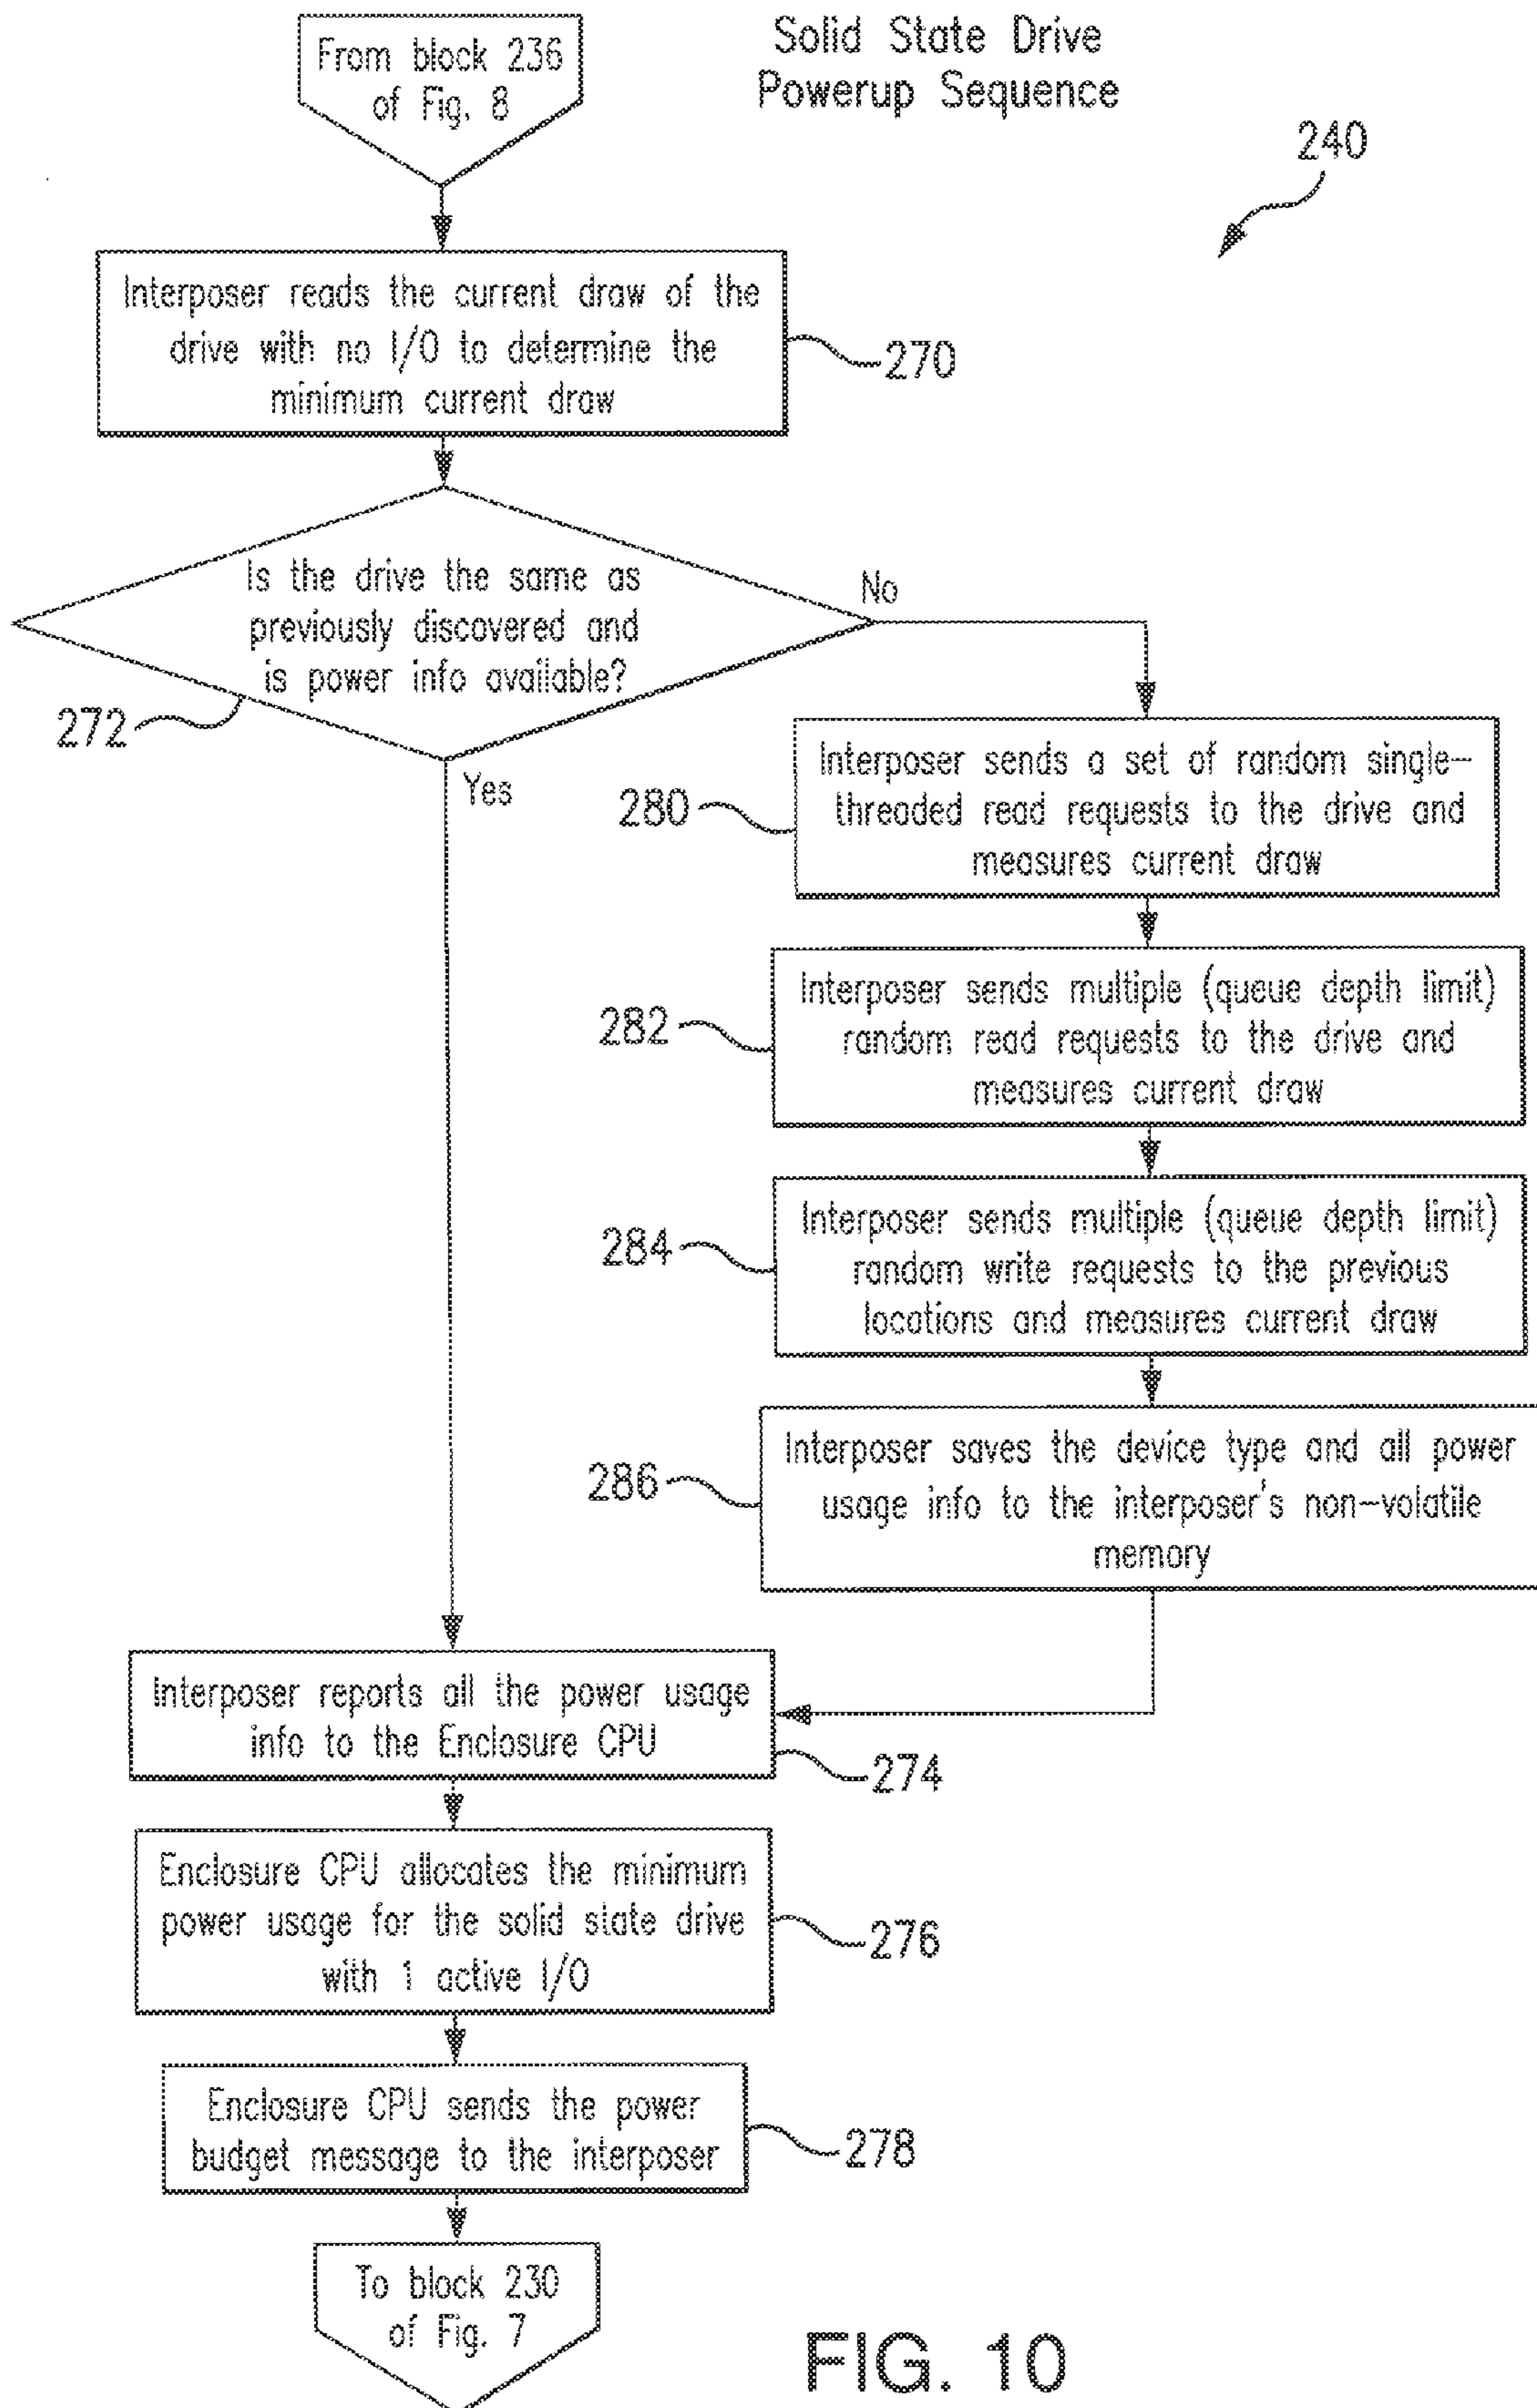 Solid State Drive
Powerup Sequence
240
From block 236
of Fig. 8
Interposer reads the current draw of the
drive with no I/O to determine the
minimum current draw
270
Is the drive the same as
previously discovered and
is power info available?
272
No
Yes
Interposer sends a set of random single-
threaded read requests to the drive and
measures current draw
280
Interposer sends multiple (queue depth limit)
random read requests to the drive and
measures current draw
282
Interposer sends multiple (queue depth limit)
random write requests to the previous
locations and measures current draw
284
Interposer saves the device type and all power
usage info to the interposer's non-volatile
memory
286
Interposer reports all the power usage
info to the Enclosure CPU
274
Enclosure CPU allocates the minimum
power usage for the solid state drive
with 1 active I/O
276
Enclosure CPU sends the power
budget message to the interposer
278
To block 230
of Fig. 7
FIG. 10